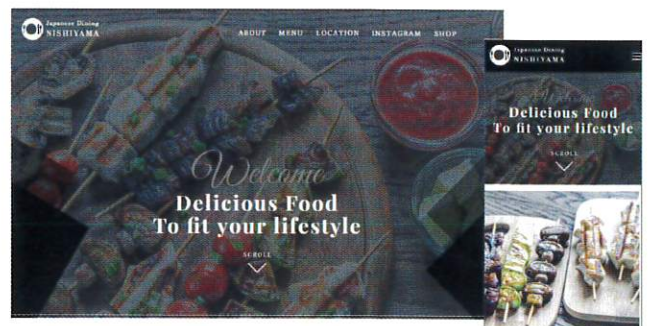 Japanese Dining
NISHIYAMA
ABOUT MENU LOCATION INSTAGRAM SHOP
Welcome
Delicious Food
To fit your lifestyle
SCROLL
Japanese Dining
NISHIYAMA
Delicious Food
To fit your lifestyle
SCROLL